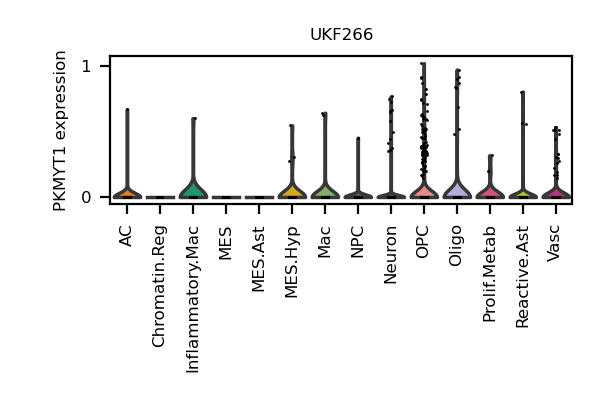 UKF266
PKMYT1 expression
1
0
AC
Chromatin.Reg
Inflammatory.Mac
MES
MES.Ast
MES.Hyp
Mac
NPC
Neuron
OPC
Oligo
Prolif.Metab
Reactive.Ast
Vasc